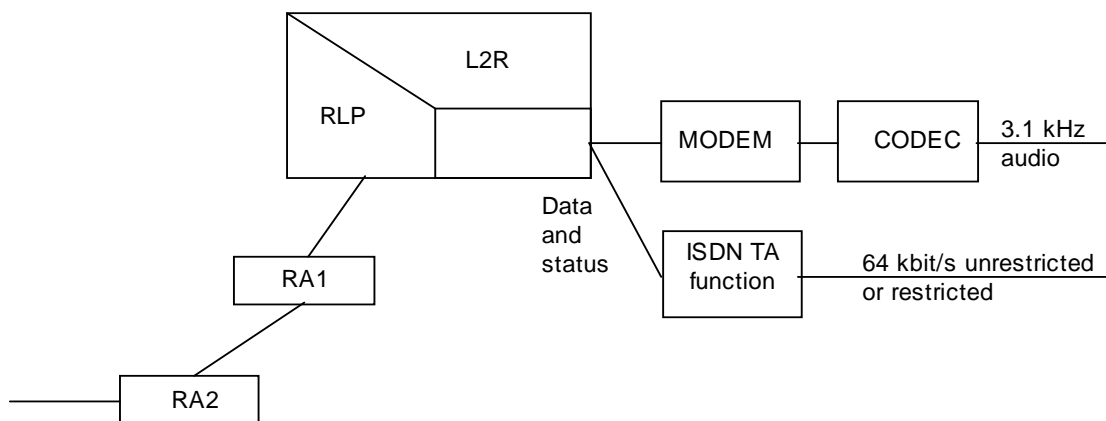 L2R
RLP
MODEM
CODEC
3.1 kHz
audio
Data
and
status
ISDN TA
function
64 kbit/s unrestricted
or restricted
RA1
RA2